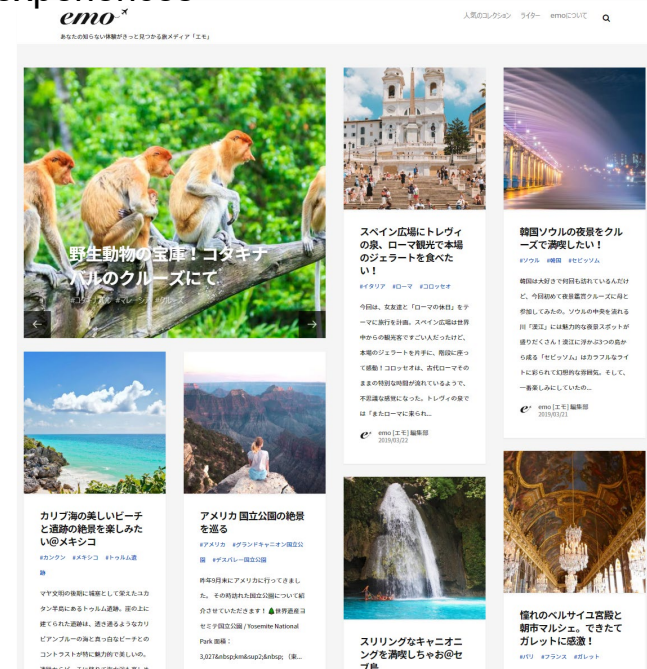 experiences
emo
人気のコレクション ライター emoについて
あなたの知らない体験がきっと見つかる旅メディア「エモ」
野生動物の宝庫！コタキナ
バルのクルーズにて
#コタキナバル #マレーシア #クルーズ
スペイン広場にトレヴィ
の泉、ローマ観光で本場
のジェラートを食べた
い！
#イタリア #ローマ #コロッセオ
今回は、女友達と「ローマの休日」をテ
ーマに旅行を計画。スペイン広場は世界
中からの観光客ですごい人だったけど、
本場のジェラートを片手に、階段に座っ
て感動！コロッセオは、古代ローマその
ままの特別な時間が流れているようで、
不思議な感覚になった。トレヴィの泉で
は「またローマに来られ...
emo [エモ] 編集部
2019/03/22
韓国ソウルの夜景をクル
ーズで満喫したい！
#ソウル #韓国 #セビッソム
韓国は大好きで何回も訪れているんだけ
ど、今回初めて夜景鑑賞クルーズに母と
参加してみたの。ソウルの中央を流れる
川「漢江」には魅力的な夜景スポットが
盛りだくさん！漢江に浮かぶ3つの島か
ら成る「セビッソム」はカラフルなライ
トに彩られて幻想的な雰囲気。そして、
一番楽しみにしていたの...
emo [エモ] 編集部
2019/03/21
カリブ海の美しいビーチ
と遺跡の絶景を楽しみた
い@メキシコ
#カンクン #メキシコ #トゥルム遺
跡
マヤ文明の後期に城塞として栄えたユカ
タン半島にあるトゥルム遺跡。崖の上に
建てられた遺跡は、透き通るようなカリ
ビアンブルーの海と真っ白なビーチとの
コントラストが特に魅力的で美しいの。
アメリカ 国立公園の絶景
を巡る
#アメリカ #グランドキャニオン国立公
園 #デスバレー国立公園
昨年9月末にアメリカに行ってきまし
た。 その時訪れた国立公園について紹
介させていただきます！🌲世界遺産ヨ
セミテ国立公園 / Yosemite National
Park 面積：
3,027&nbsp;km&sup2;&nbsp; （東...
スリリングなキャニオニ
ングを満喫しちゃお@セ
ブ島
憧れのベルサイユ宮殿と
朝市マルシェ。できたて
ガレットに感激！
#パリ #フランス #ガレット